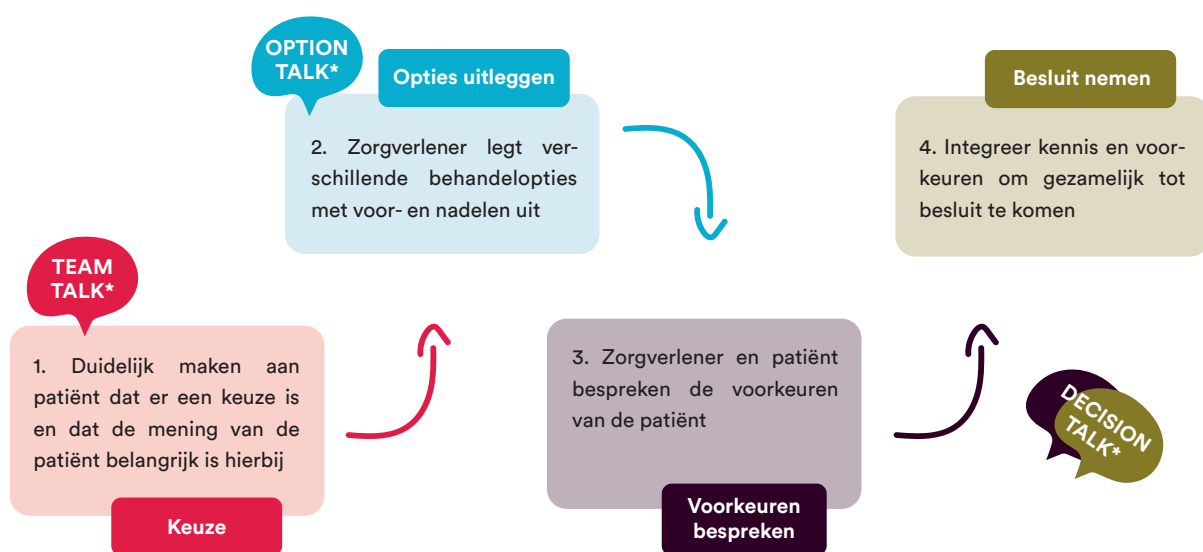 TEAM
TALK*
1. Duidelijk maken aan
patiënt dat er een keuze is
en dat de mening van de
patiënt belangrijk is hierbij
Keuze
OPTION
TALK*
Opties uitleggen
2. Zorgverlener legt ver-
schillende behandelopties
met voor- en nadelen uit
3. Zorgverlener en patiënt
bespreken de voorkeuren
van de patiënt
Voorkeuren
bespreken
Besluit nemen
4. Integreer kennis en voor-
keuren om gezamelijk tot
besluit te komen
DECISION
TALK*